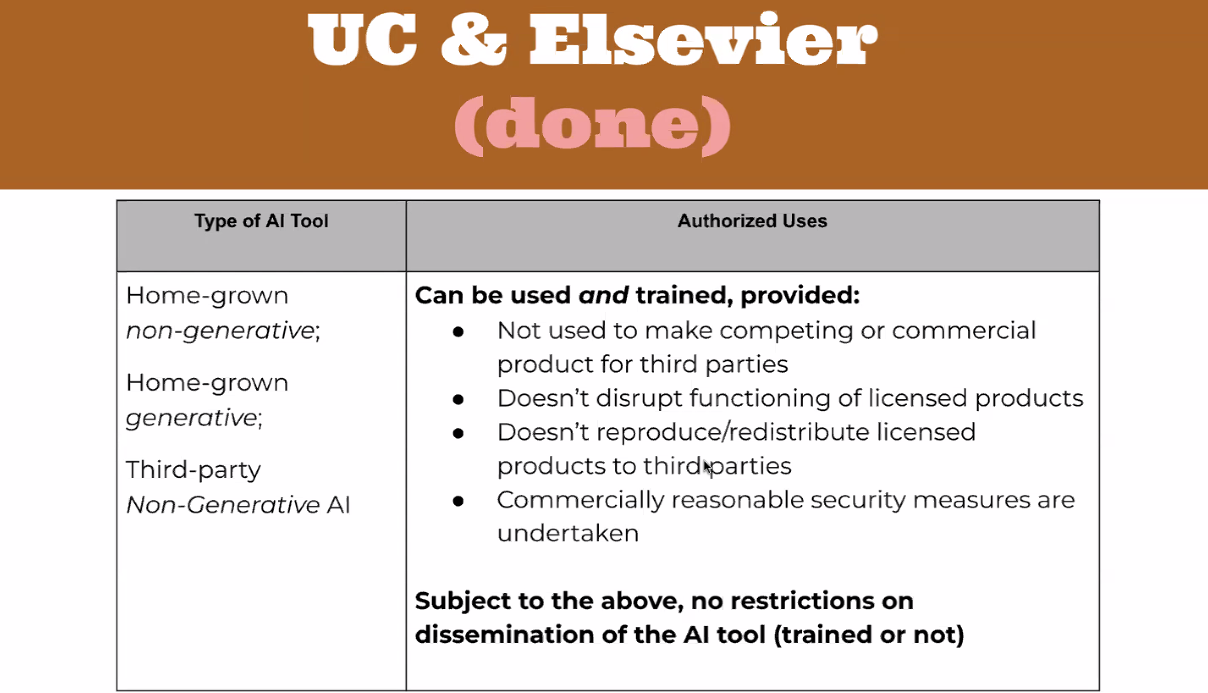 UC & Elsevier
(done)
Type of AI Tool
Authorized Uses
Home-grown
non-generative;
Home-grown
generative;
Third-party
Non-Generative AI
Can be used and trained, provided:
● Not used to make competing or commercial
product for third parties
● Doesn’t disrupt functioning of licensed products
● Doesn’t reproduce/redistribute licensed
products to third parties
● Commercially reasonable security measures are
undertaken
Subject to the above, no restrictions on
dissemination of the AI tool (trained or not)